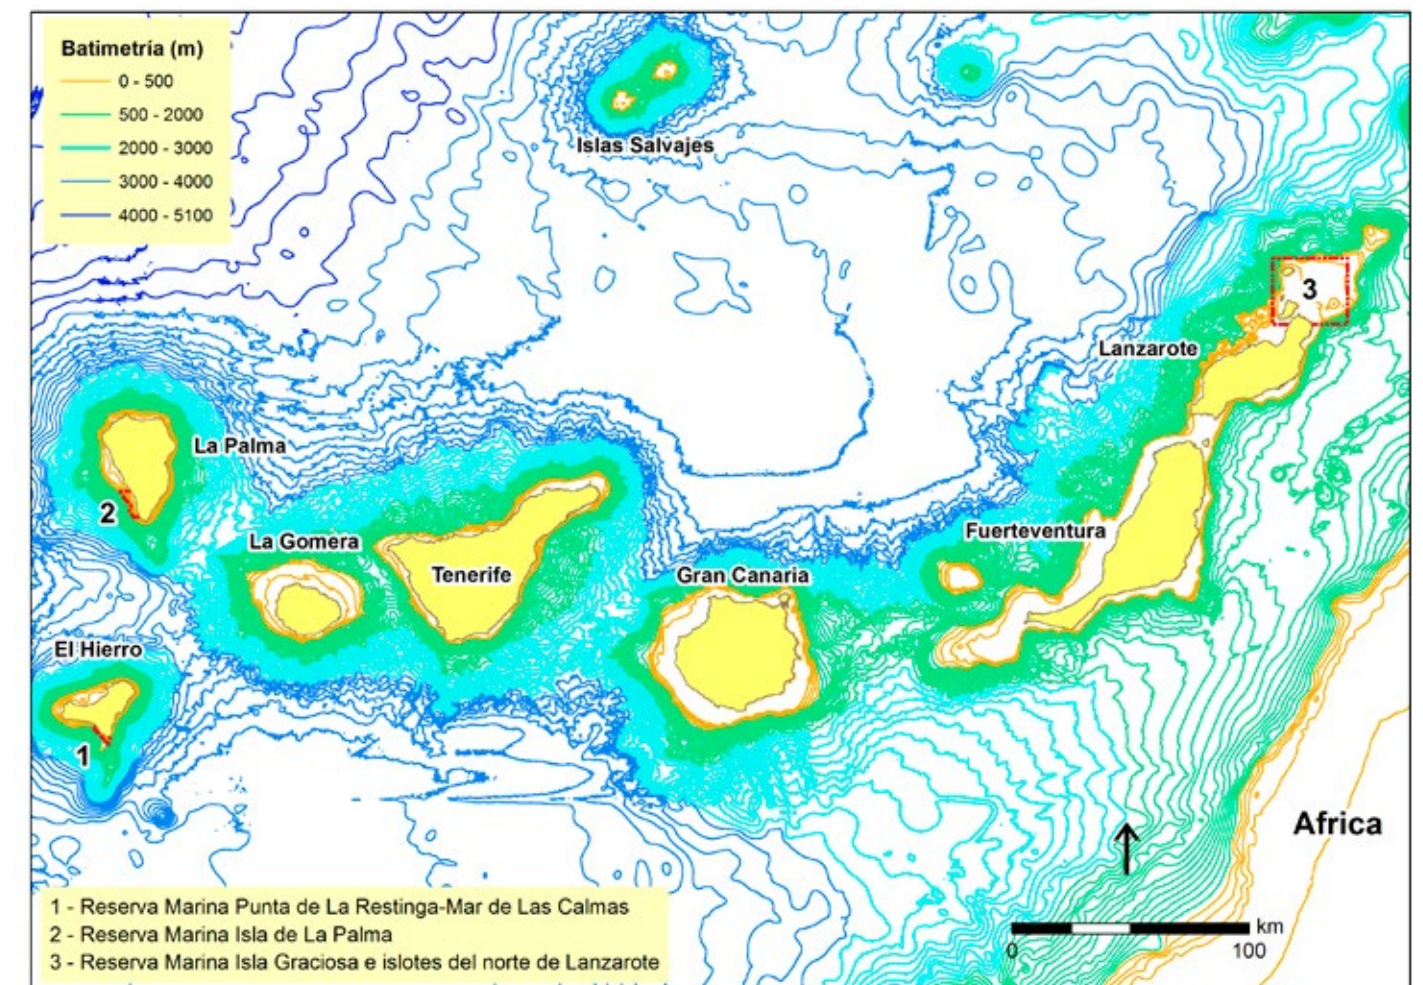 Batimetría (m)
0 - 500
500 - 2000
2000 - 3000
3000 - 4000
4000 - 5100
Islas Salvajes
3
Lanzarote
La Palma
2
La Gomera
Tenerife
Fuerteventura
Gran Canaria
El Hierro
1
Africa
1 - Reserva Marina Punta de La Restinga-Mar de Las Calmas
2 - Reserva Marina Isla de La Palma
3 - Reserva Marina Isla Graciosa e islotes del norte de Lanzarote
km
0 100